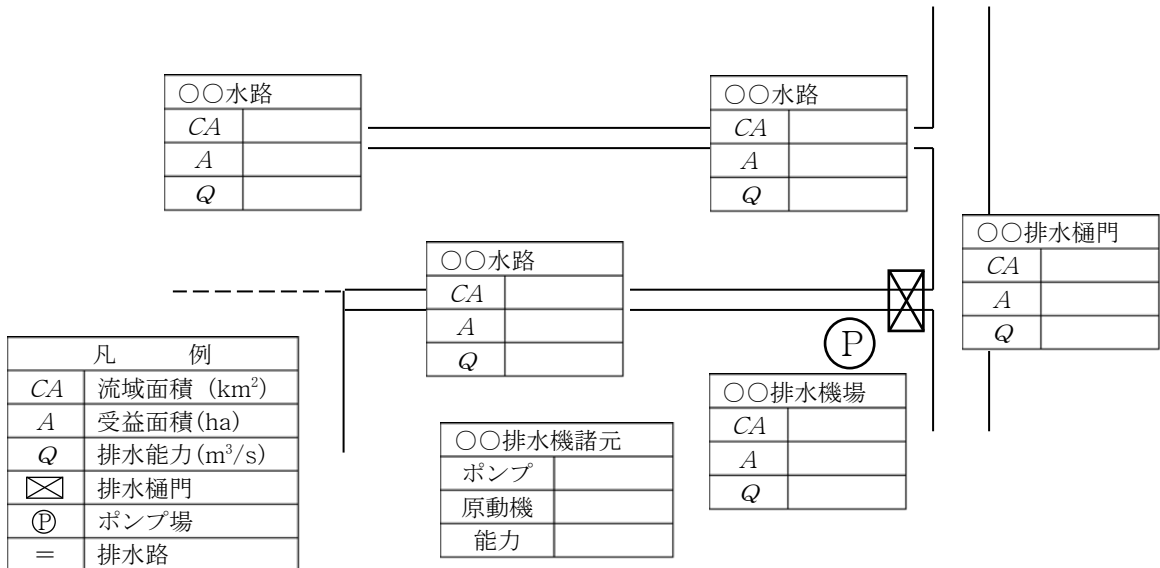 ○○水路
CA
A
Q
○○水路
CA
A
Q
○○排水樋門
CA
A
Q
○○水路
CA
A
Q
P
○○排水機場
CA
A
Q
○○排水機諸元
ポンプ
原動機
能力
凡 例
CA 流域面積 (km²)
A 受益面積(ha)
Q 排水能力(m³/s)
排水樋門
Ⓟ ポンプ場
= 排水路